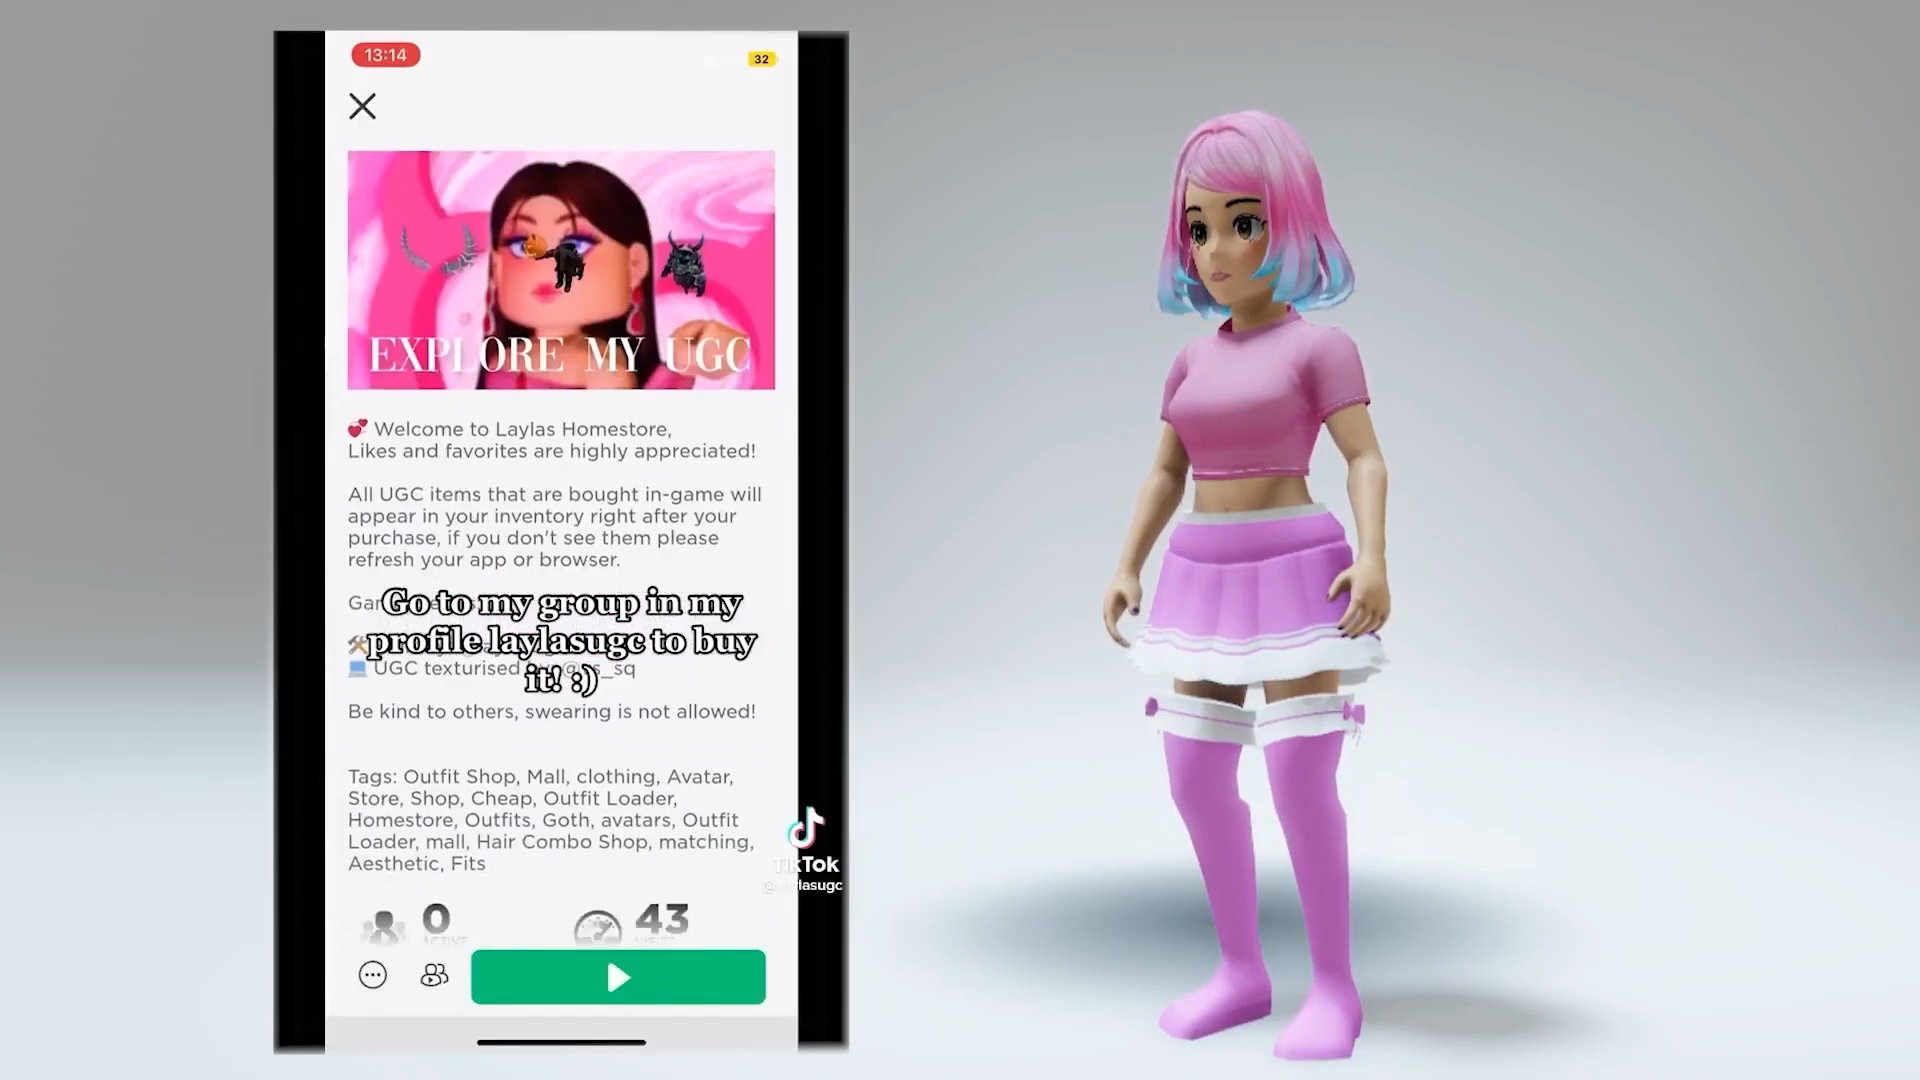 13:14
32
EXPLORE MY UGC
Welcome to Laylas Homestore,
Likes and favorites are highly appreciated!
All UGC items that are bought in-game will
appear in your inventory right after your
purchase, if you don't see them please
refresh your app or browser.
Go to my group in my
profile laylasugc to buy
it! :)
UGC texturised
Be kind to others, swearing is not allowed!
Tags: Outfit Shop, Mall, clothing, Avatar,
Store, Shop, Cheap, Outfit Loader,
Homestore, Outfits, Goth, avatars, Outfit
Loader, mall, Hair Combo Shop, matching,
Aesthetic, Fits
TikTok
0
43
ACTIVE